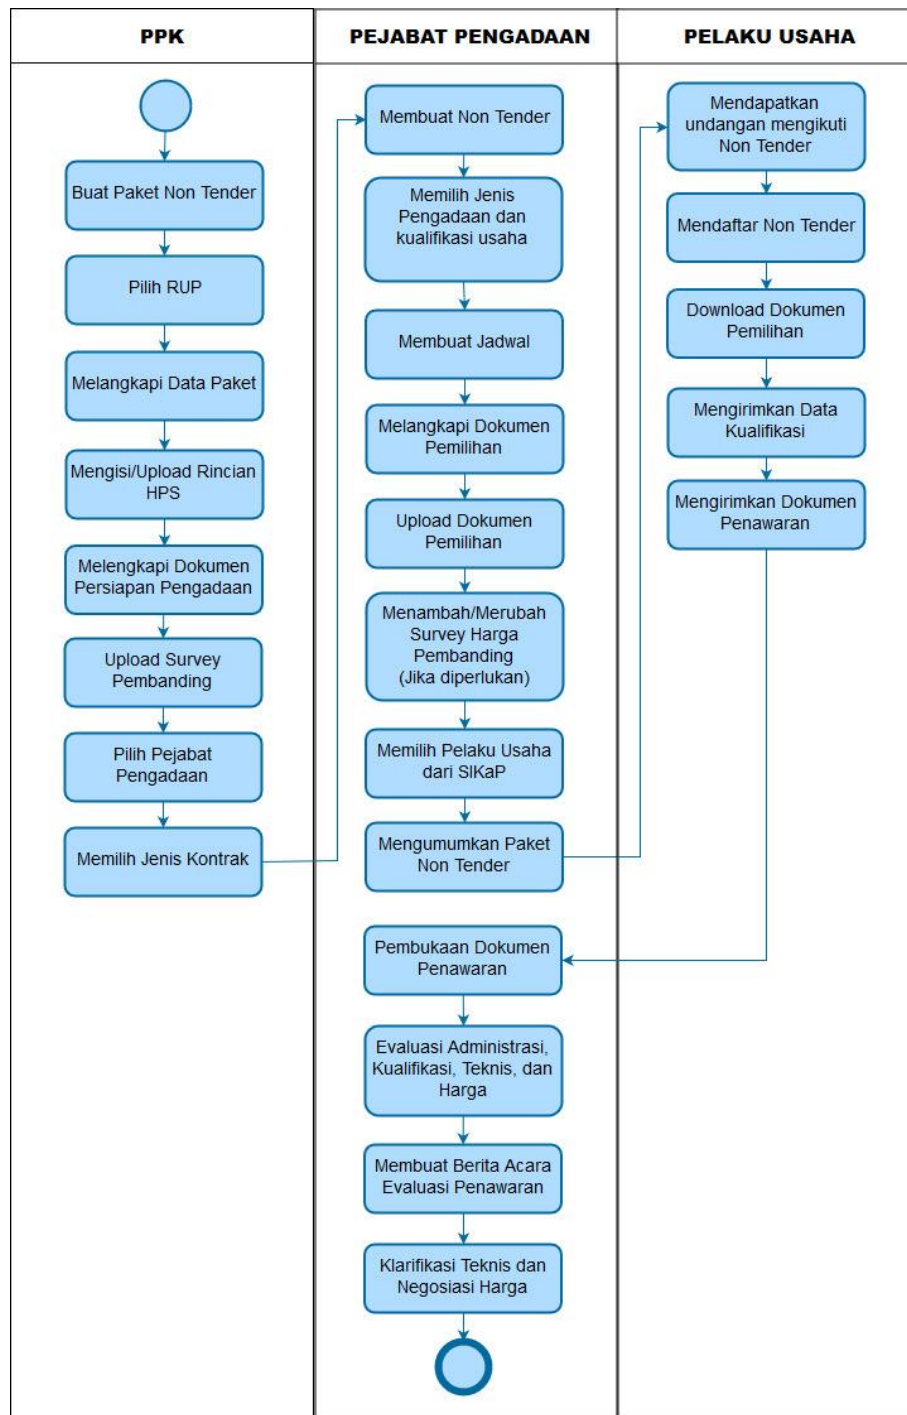 PPK
PEJABAT PENGADAAN
PELAKU USAHA
Buat Paket Non Tender
Pilih RUP
Melangkapi Data Paket
Mengisi/Upload Rincian
HPS
Melengkapi Dokumen
Persiapan Pengadaan
Upload Survey
Pembanding
Pilih Pejabat
Pengadaan
Memilih Jenis Kontrak
Membuat Non Tender
Memilih Jenis
Pengadaan dan
kualifikasi usaha
Membuat Jadwal
Melangkapi Dokumen
Pemilihan
Upload Dokumen
Pemilihan
Menambah/Merubah
Survey Harga
Pembanding
(Jika diperlukan)
Memilih Pelaku Usaha
dari SIKaP
Mengumumkan Paket
Non Tender
Mendapatkan
undangan mengikuti
Non Tender
Mendaftar Non Tender
Download Dokumen
Pemilihan
Mengirimkan Data
Kualifikasi
Mengirimkan Dokumen
Penawaran
Pembukaan Dokumen
Penawaran
Evaluasi Administrasi,
Kualifikasi, Teknis, dan
Harga
Membuat Berita Acara
Evaluasi Penawaran
Klarifikasi Teknis dan
Negosiasi Harga